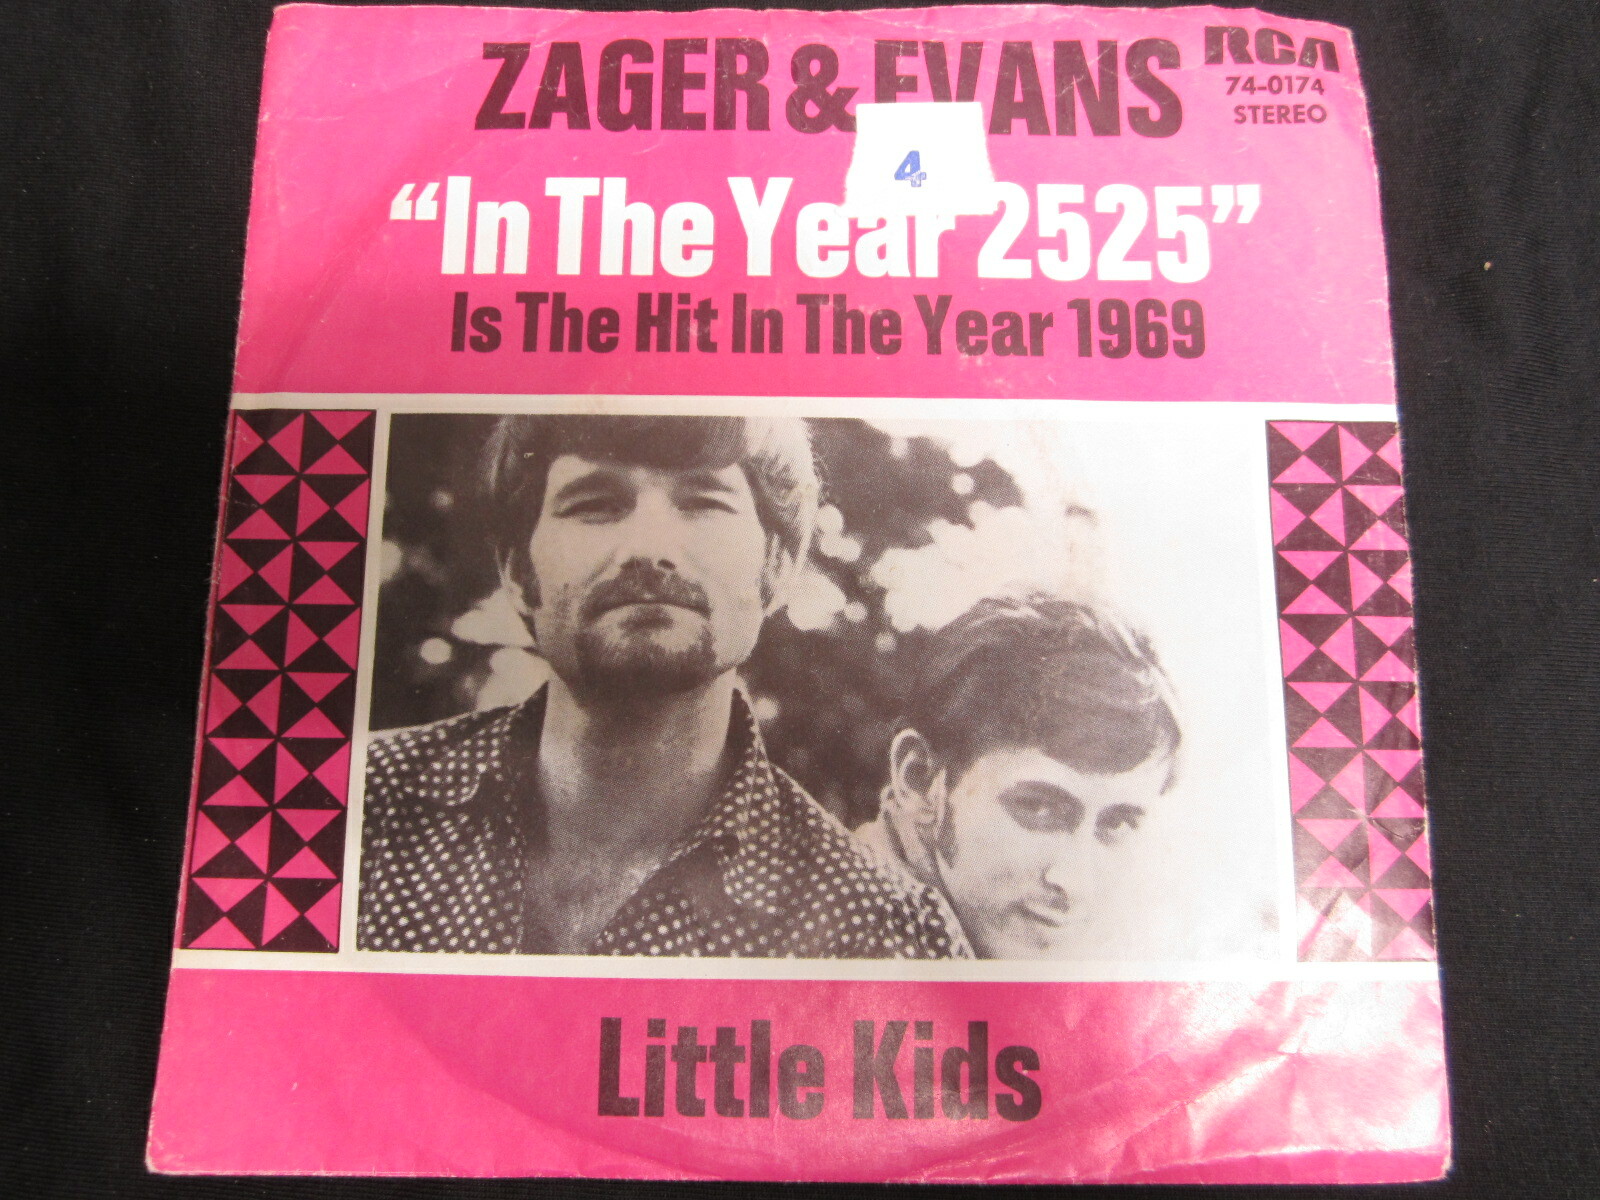 ZAGER & EVANS
RCA
74-0174
STEREO
4
“In The Year 2525”
Is The Hit In The Year 1969
Little Kids